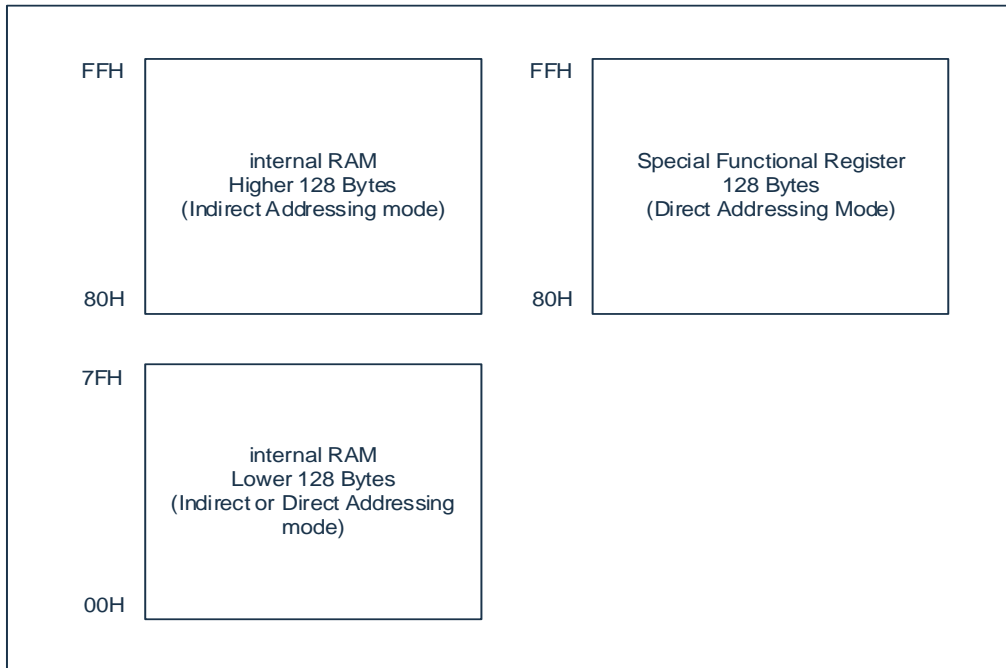 FFH
internal RAM
Higher 128 Bytes
(Indirect Addressing mode)
80H
FFH
Special Functional Register
128 Bytes
(Direct Addressing Mode)
80H
7FH
internal RAM
Lower 128 Bytes
(Indirect or Direct Addressing
mode)
00H